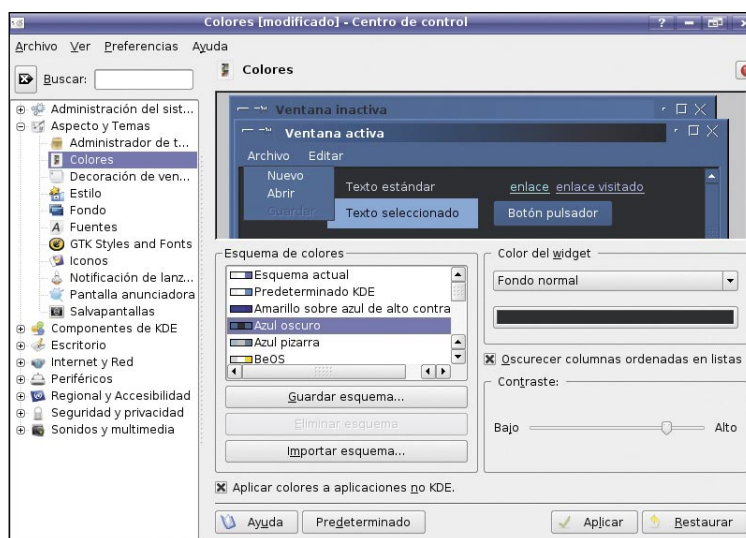 Colores [modificado] - Centro de control
Archivo Ver Preferencias Ayuda
Buscar:
Administración del sist...
Aspecto y Temas
Administrador de t...
Colores
Decoración de ven...
Estilo
Fondo
Fuentes
GTK Styles and Fonts
Iconos
Notificación de lanz...
Pantalla anunciadora
Salvapantallas
Componentes de KDE
Escritorio
Internet y Red
Periféricos
Regional y Accesibilidad
Seguridad y privacidad
Sonidos y multimedia
Colores
Ventana inactiva
Ventana activa
Archivo Editar
Nuevo
Abrir
Guardar
Texto estándar
enlace enlace visitado
Texto seleccionado
Botón pulsador
Esquema de colores
Esquema actual
Predeterminado KDE
Amarillo sobre azul de alto contra
Azul oscuro
Azul pizarra
BeOS
Guardar esquema...
Eliminar esquema
Importar esquema...
Color del widget
Fondo normal
Oscurecer columnas ordenadas en listas
Contraste:
Bajo Alto
Aplicar colores a aplicaciones no KDE.
Ayuda Predeterminado Aplicar Restaurar